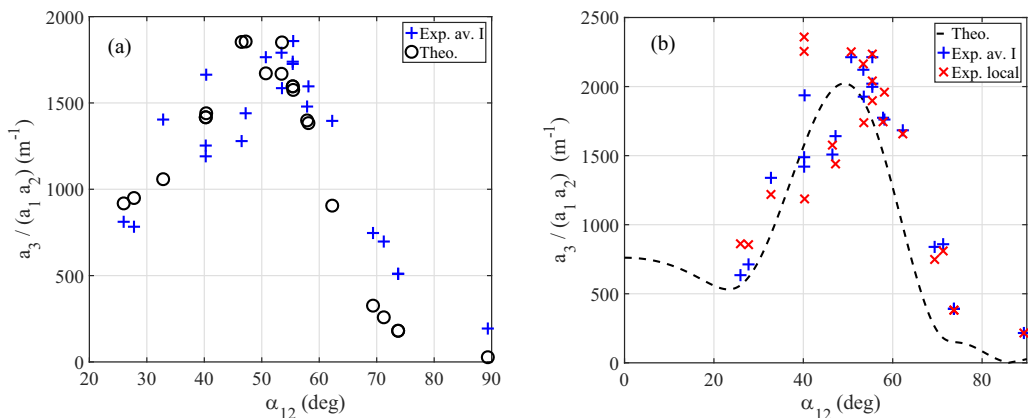 (a)
Exp. av. I
Theo.
2000
1500
1000
500
0
a3 / (a1 a2) (m-1)
20 30 40 50 60 70 80 90
α12 (deg)
(b)
Theo.
Exp. av. I
Exp. local
2500
2000
1500
1000
500
0
a3 / (a1 a2) (m-1)
0 20 40 60 80
α12 (deg)